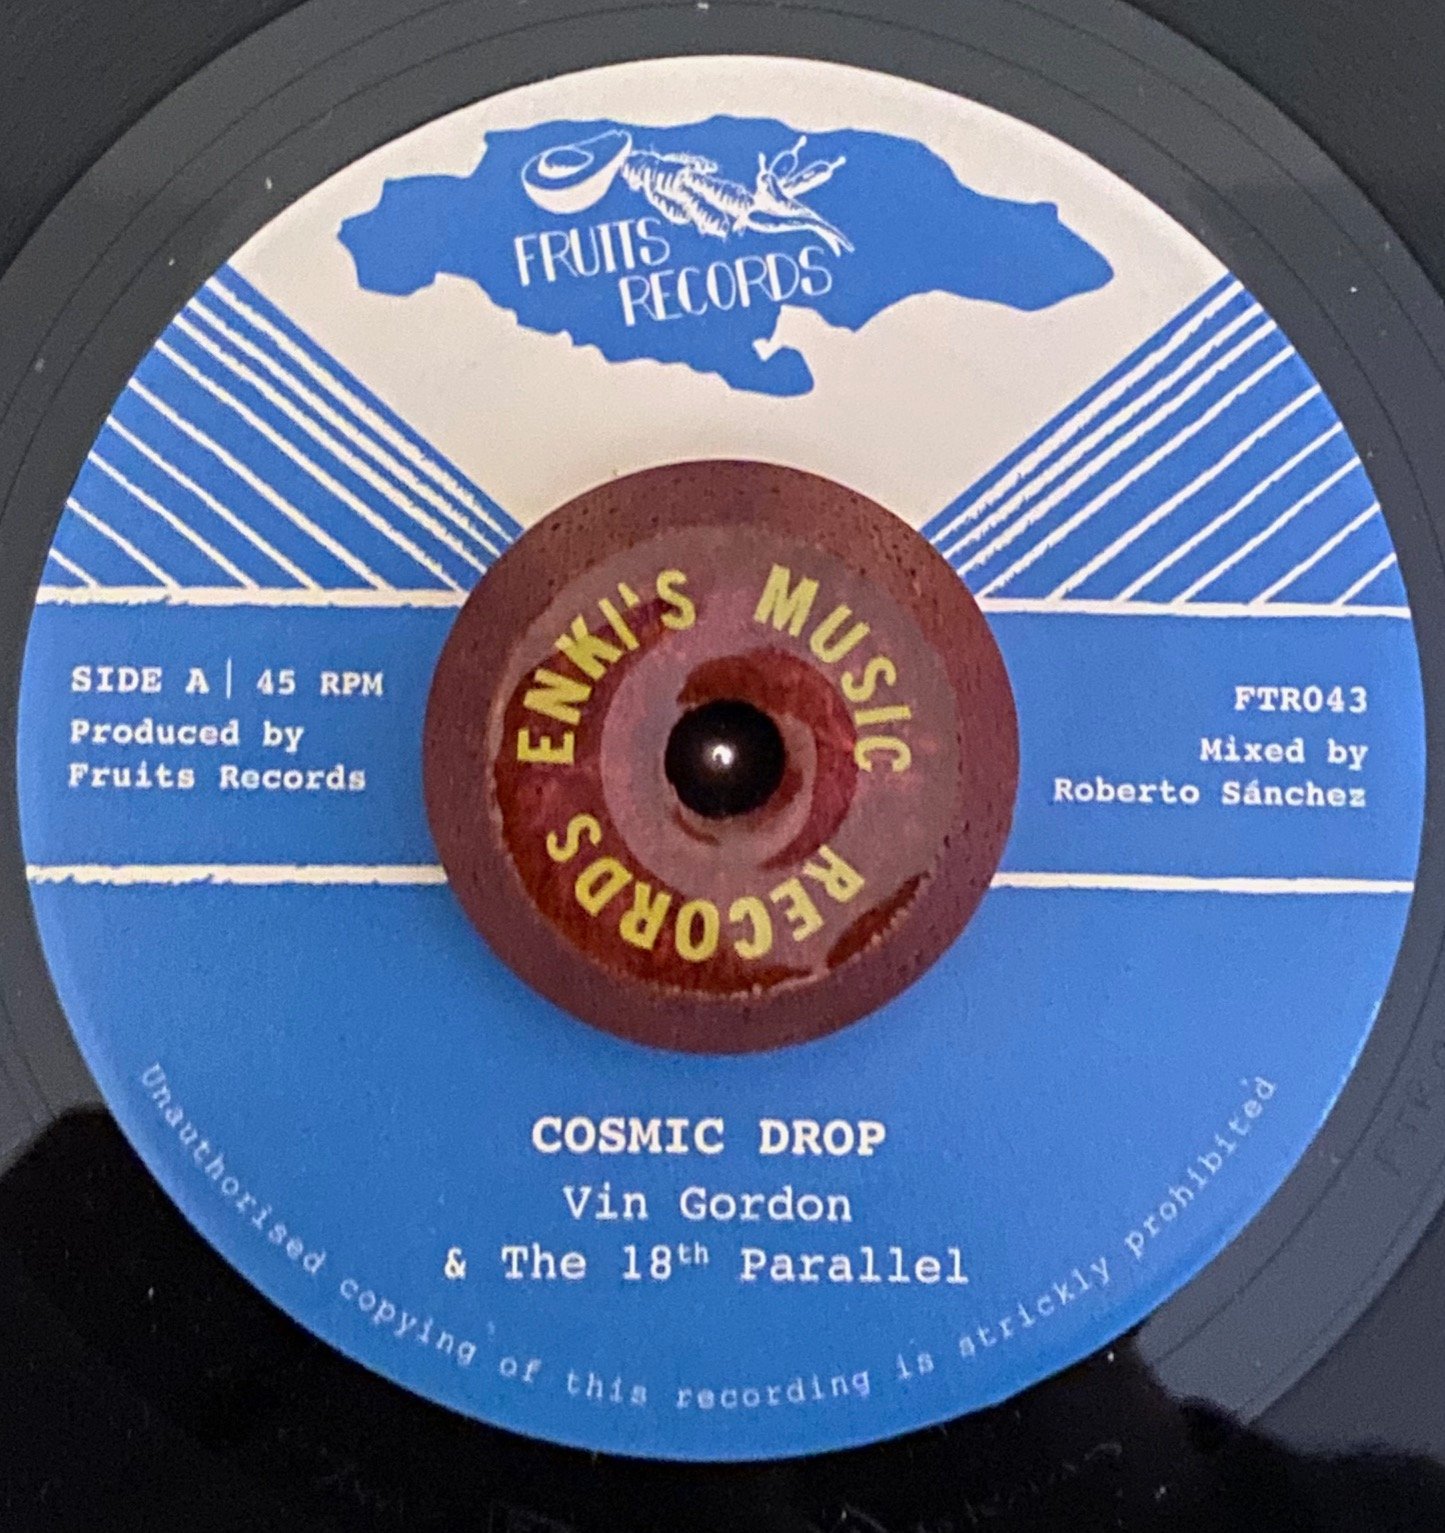 FRUITS
RECORDS
SIDE A | 45 RPM
Produced by
Fruits Records
FTR043
Mixed by
Roberto Sánchez
ENKI'S MUSIC RECORDS
COSMIC DROP
Vin Gordon
& The 18th Parallel
Unauthorised copying of this recording is strickly prohibited